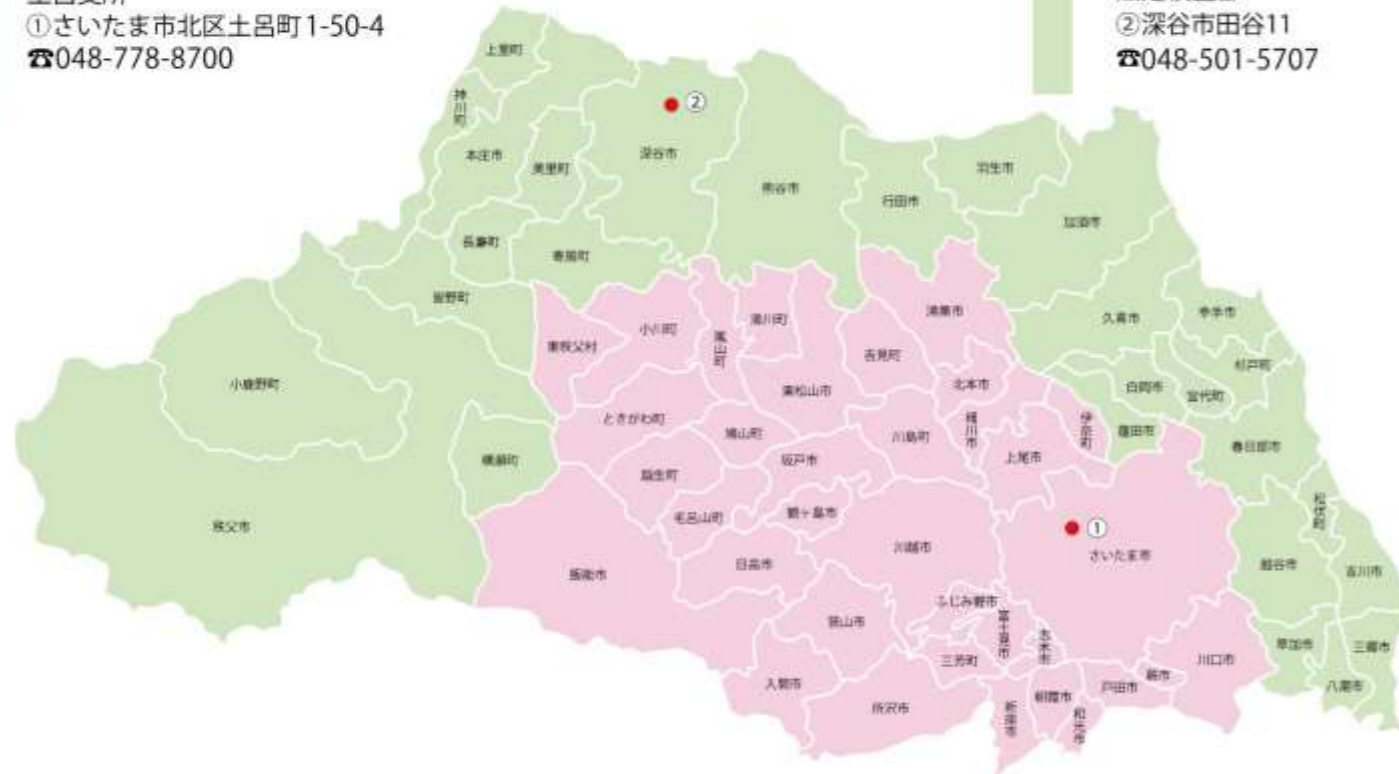 ①さいたま市北区土呂町1-50-4
☎048-778-8700
②深谷市田谷11
☎048-501-5707
上里町
神川町
②
本庄市
美里町
深谷市
熊谷市
行田市
羽生市
加須市
長瀞町
寄居町
皆野町
小鹿野町
秩父市
横瀬町
東秩父村
小川町
嵐山町
滑川町
吉見町
鴻巣市
久喜市
幸手市
杉戸町
白岡市
宮代町
東松山市
北本市
ときがわ町
鳩山町
川島町
桶川市
伊奈町
蓮田市
春日部市
上尾市
坂戸市
越生町
毛呂山町
鶴ヶ島市
松伏町
①
さいたま市
川越市
日高市
飯能市
越谷市
吉川市
ふじみ野市
狭山市
富士見市
志木市
三芳町
川口市
草加市
三郷市
八潮市
入間市
所沢市
新座市
朝霞市
和光市
戸田市
蕨市